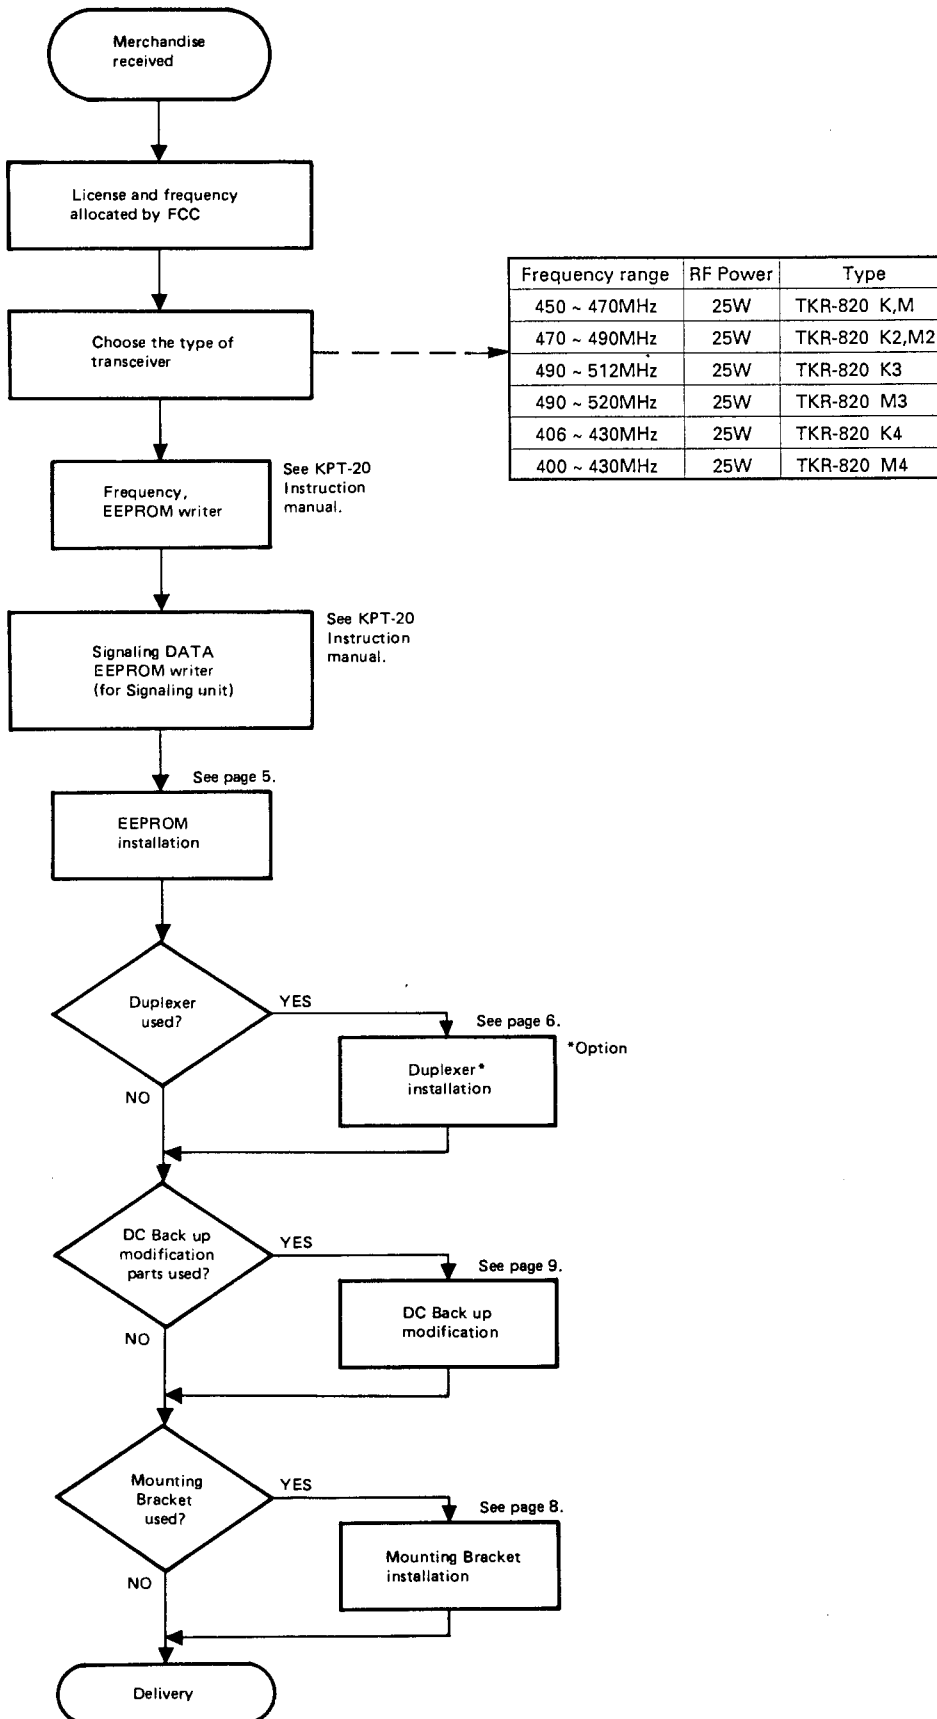 Merchandise
received
License and frequency
allocated by FCC
Choose the type of
transceiver
Frequency range RF Power Type
450 ~ 470MHz 25W TKR-820 K,M
470 ~ 490MHz 25W TKR-820 K2,M2
490 ~ 512MHz 25W TKR-820 K3
490 ~ 520MHz 25W TKR-820 M3
406 ~ 430MHz 25W TKR-820 K4
400 ~ 430MHz 25W TKR-820 M4
Frequency,
EEPROM writer
See KPT-20
Instruction
manual.
Signaling DATA
EEPROM writer
(for Signaling unit)
See KPT-20
Instruction
manual.
See page 5.
EEPROM
installation
Duplexer
used?
YES
NO
See page 6.
Duplexer*
installation
*Option
DC Back up
modification
parts used?
YES
NO
See page 9.
DC Back up
modification
Mounting
Bracket
used?
YES
NO
See page 8.
Mounting Bracket
installation
Delivery